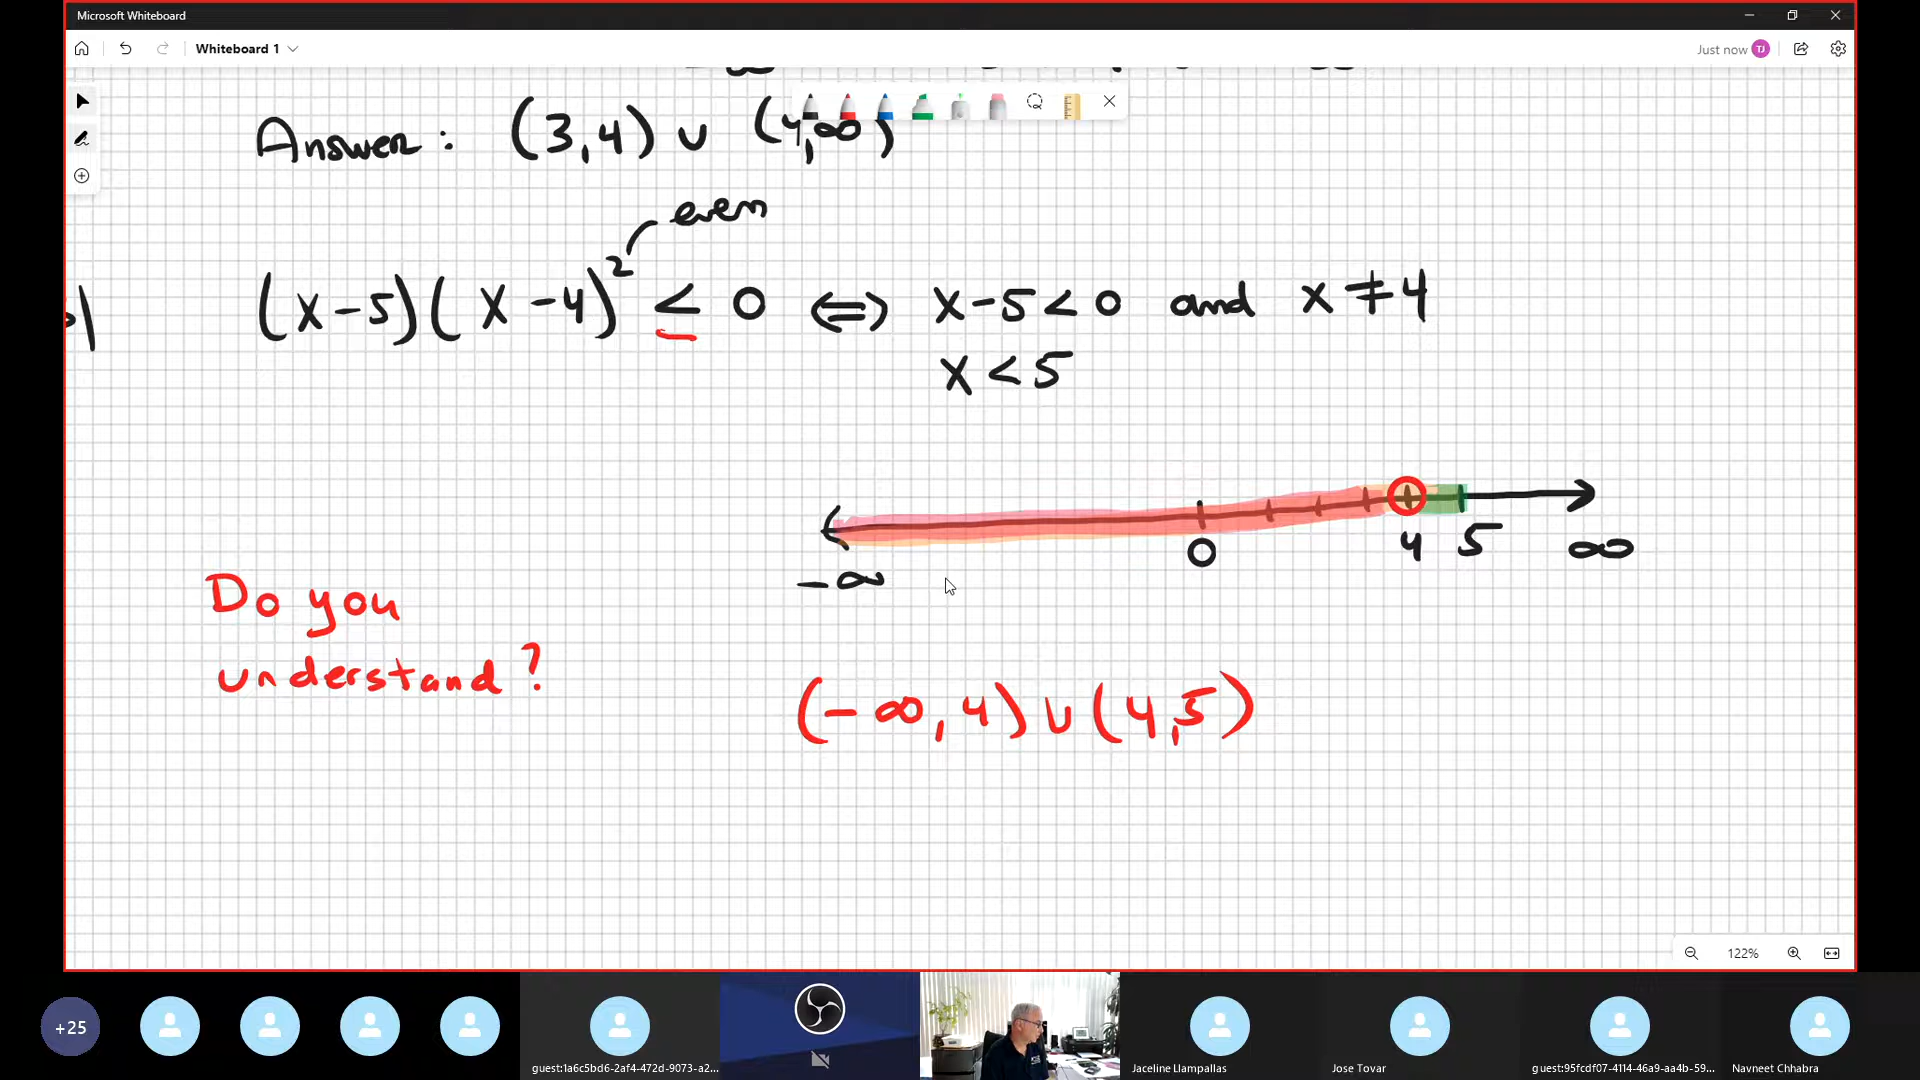 Microsoft Whiteboard
Whiteboard 1
Just now TJ
Answer: (3,4) ∪ (4,∞)
even
(x-5)(x-4)² < 0 ⟺ x-5<0 and x≠4
x<5
0 4 5 ∞
-∞
Do you
understand?
(-∞,4)∪(4,5)
122%
+25
guest:1a6c5bd6-2af4-472d-9073-a2...
Jaceline Llampallas
Jose Tovar
guest:95fcdf07-4114-46a9-aa4b-59...
Navneet Chhabra